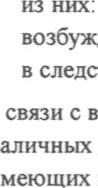 из них:
возбуж
в следс
связи с в
аличных
меющих